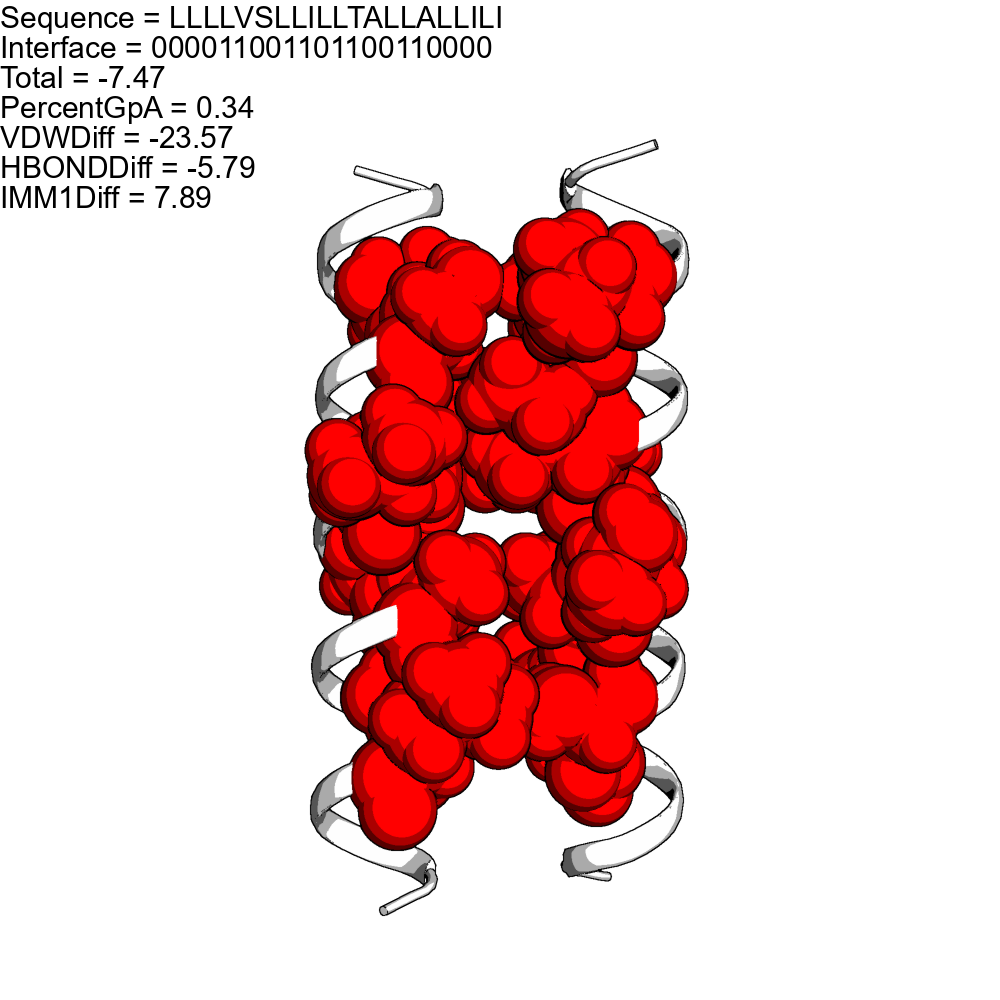 Sequence = LLLLVSLLILLTALLALLILI
Interface = 000011001101100110000
Total = -7.47
PercentGpA = 0.34
VDWDiff = -23.57
HBONDDiff = -5.79
IMM1Diff = 7.89